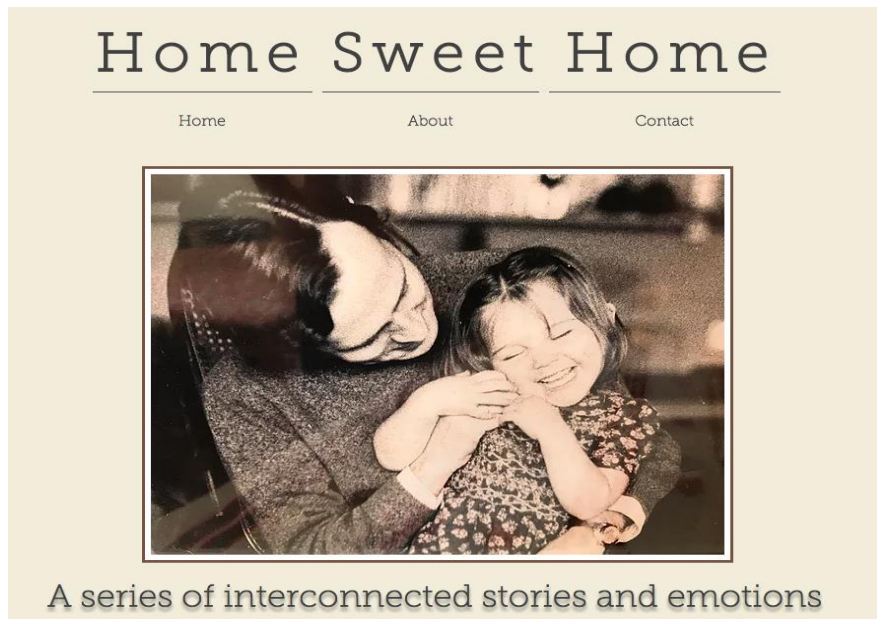 Home Sweet Home
Home About Contact
A series of interconnected stories and emotions